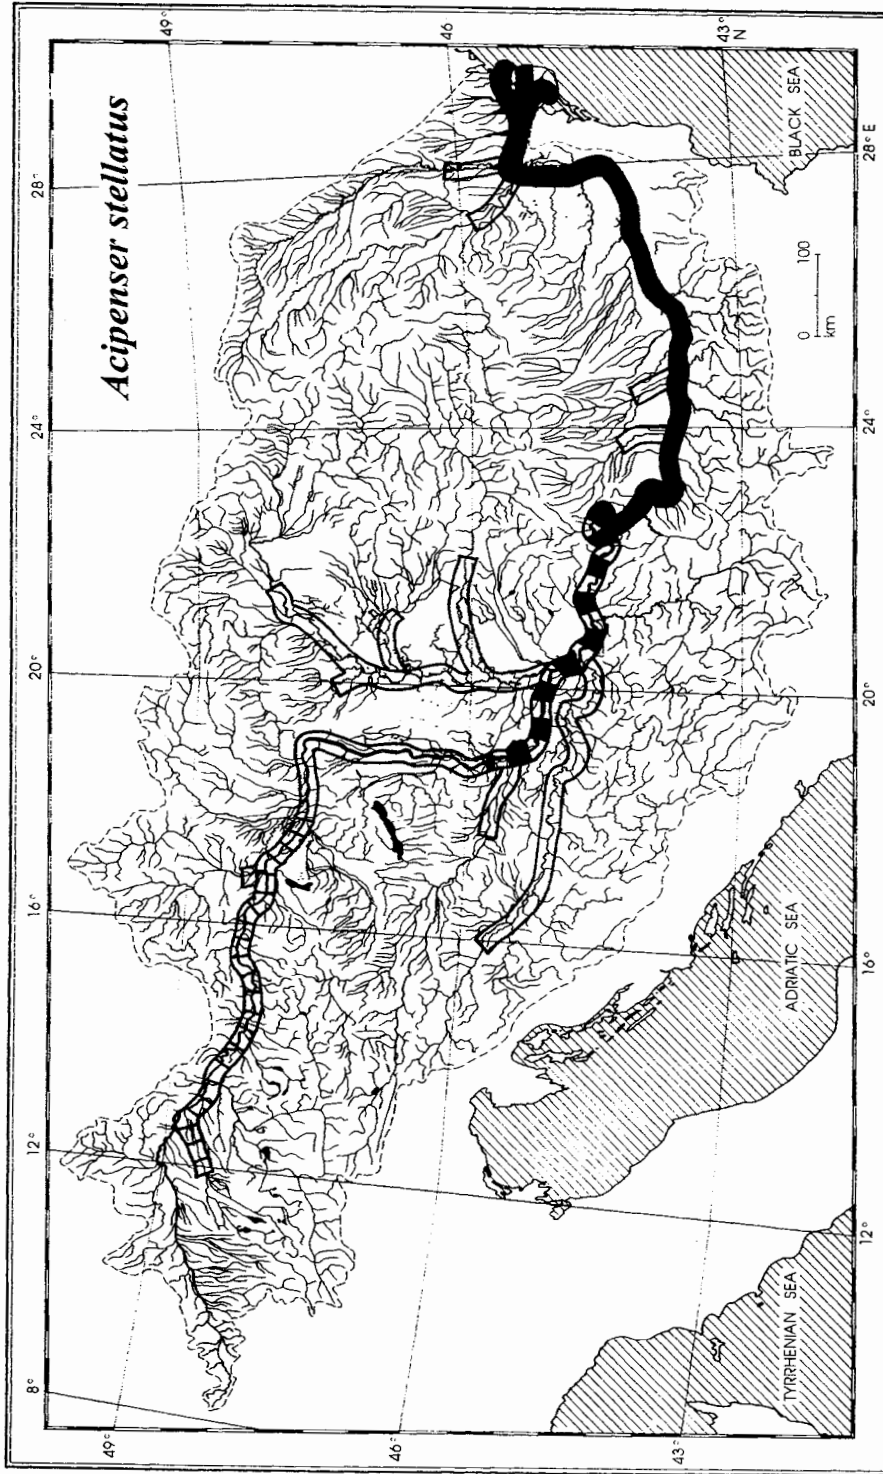 Acipenser stellatus
8°
12°
16°
20°
24°
28°
49°
46
43°
N
49°
46°
43°
12°
16°
20°
24°
28° E
TYRRHENIAN SEA
ADRIATIC SEA
BLACK SEA
0 100
km